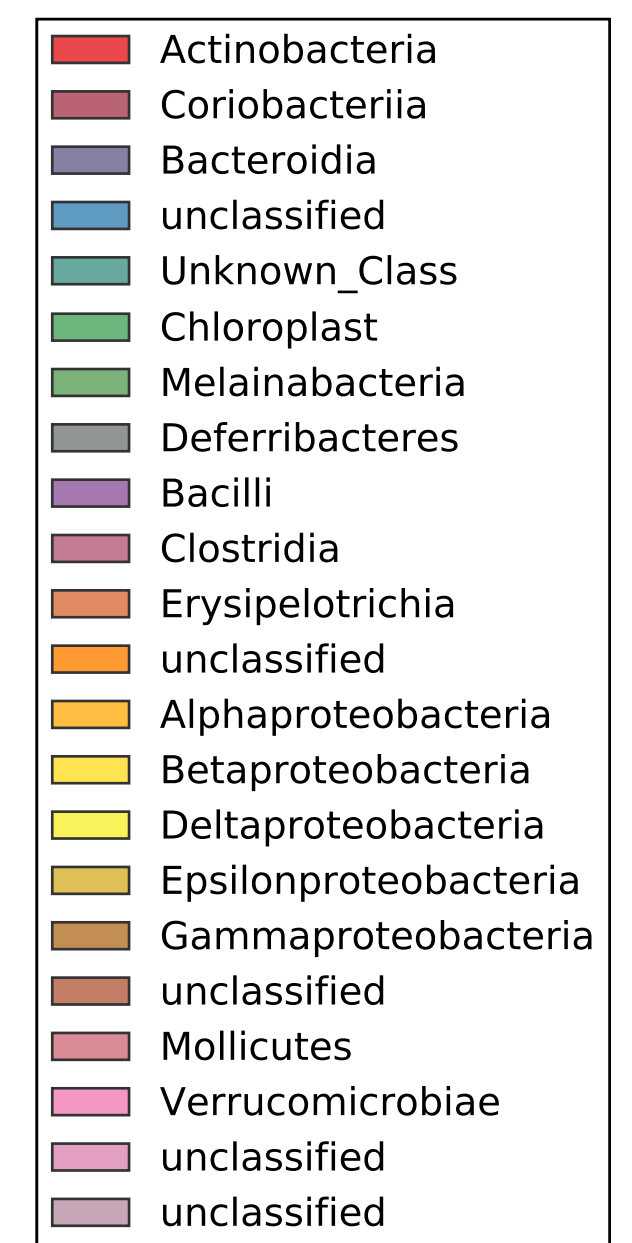 Actinobacteria
Coriobacteriia
Bacteroidia
unclassified
Unknown_Class
Chloroplast
Melainabacteria
Deferribacteres
Bacilli
Clostridia
Erysipelotrichia
unclassified
Alphaproteobacteria
Betaproteobacteria
Deltaproteobacteria
Epsilonproteobacteria
Gammaproteobacteria
unclassified
Mollicutes
Verrucomicrobiae
unclassified
unclassified